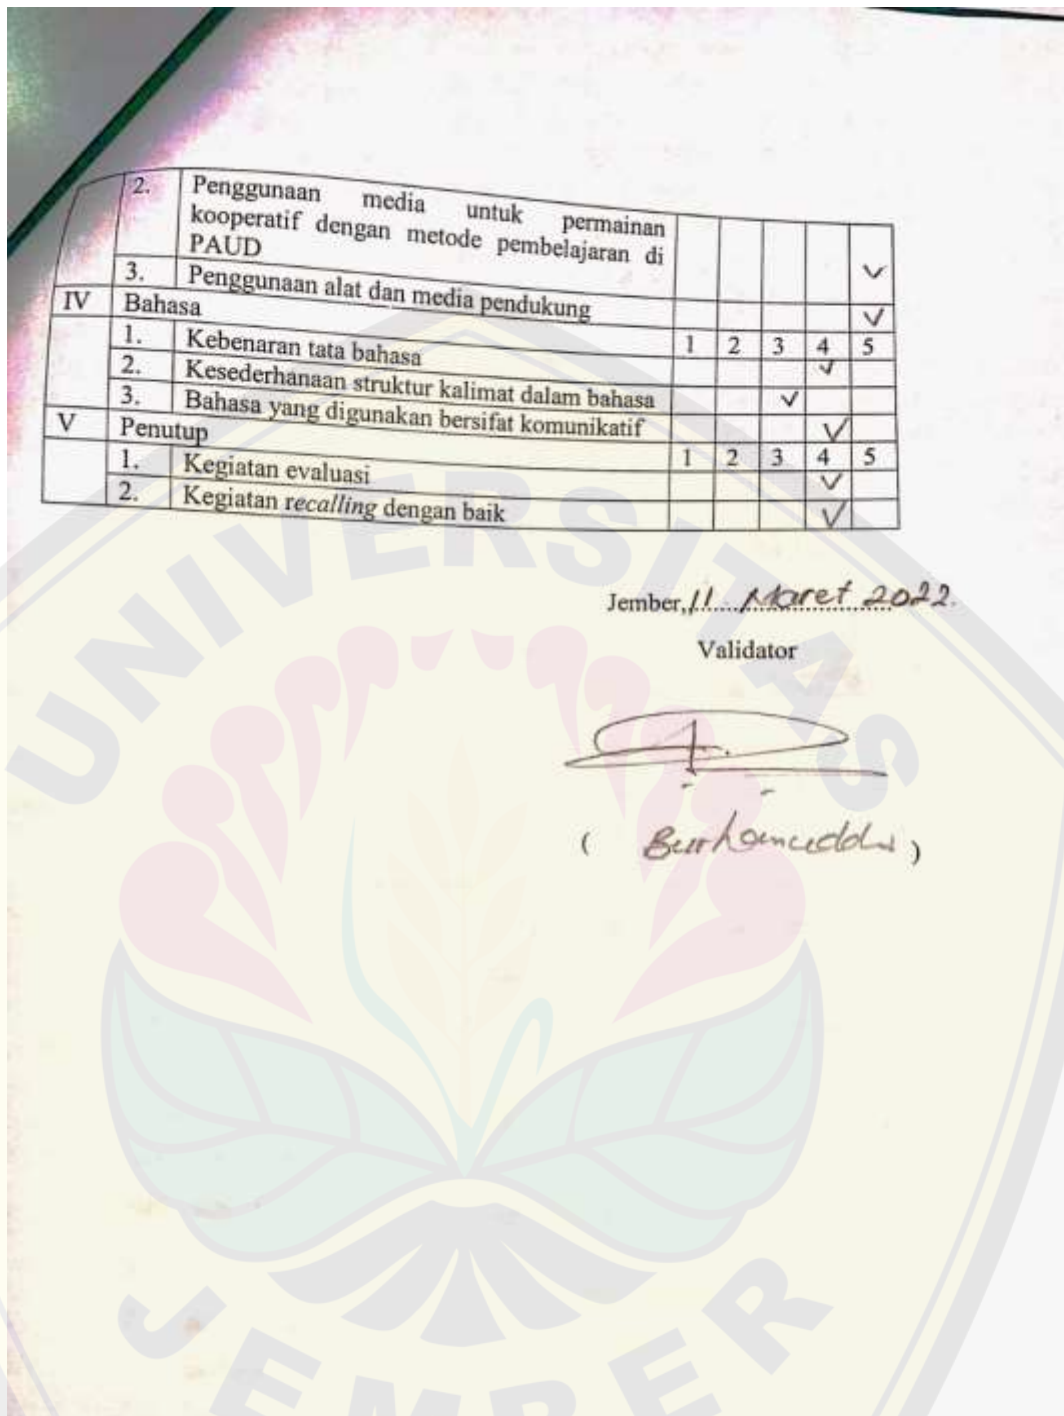 2. Penggunaan media untuk permainan
kooperatif dengan metode pembelajaran di
PAUD ✓
3. Penggunaan alat dan media pendukung ✓
IV Bahasa 1 2 3 4 5
1. Kebenaran tata bahasa ✓
2. Kesederhanaan struktur kalimat dalam bahasa ✓
3. Bahasa yang digunakan bersifat komunikatif ✓
V Penutup 1 2 3 4 5
1. Kegiatan evaluasi ✓
2. Kegiatan recalling dengan baik ✓
Jember, 11 Maret 2022.
Validator
( Burhanuddin )
UNIVERSITAS
JEMBER